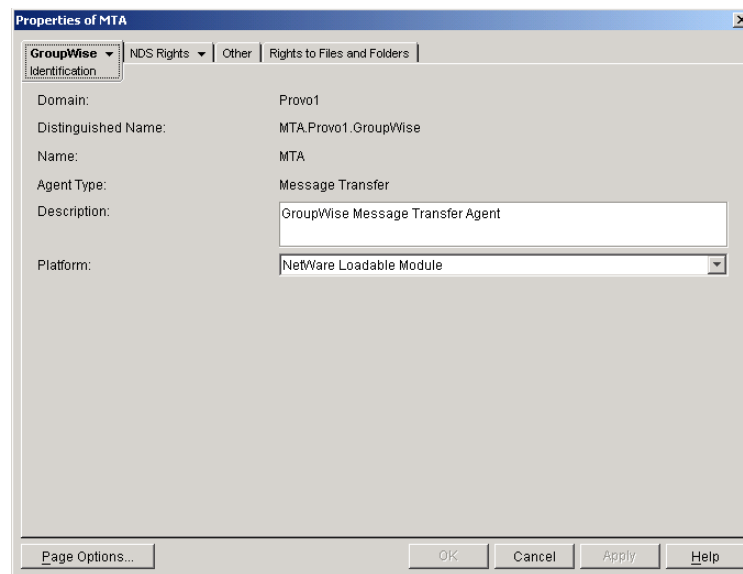 Properties of MTA
GroupWise NDS Rights Other Rights to Files and Folders
Identification
Domain: Provo1
Distinguished Name: MTA.Provo1.GroupWise
Name: MTA
Agent Type: Message Transfer
Description: GroupWise Message Transfer Agent
Platform: NetWare Loadable Module
Page Options... OK Cancel Apply Help